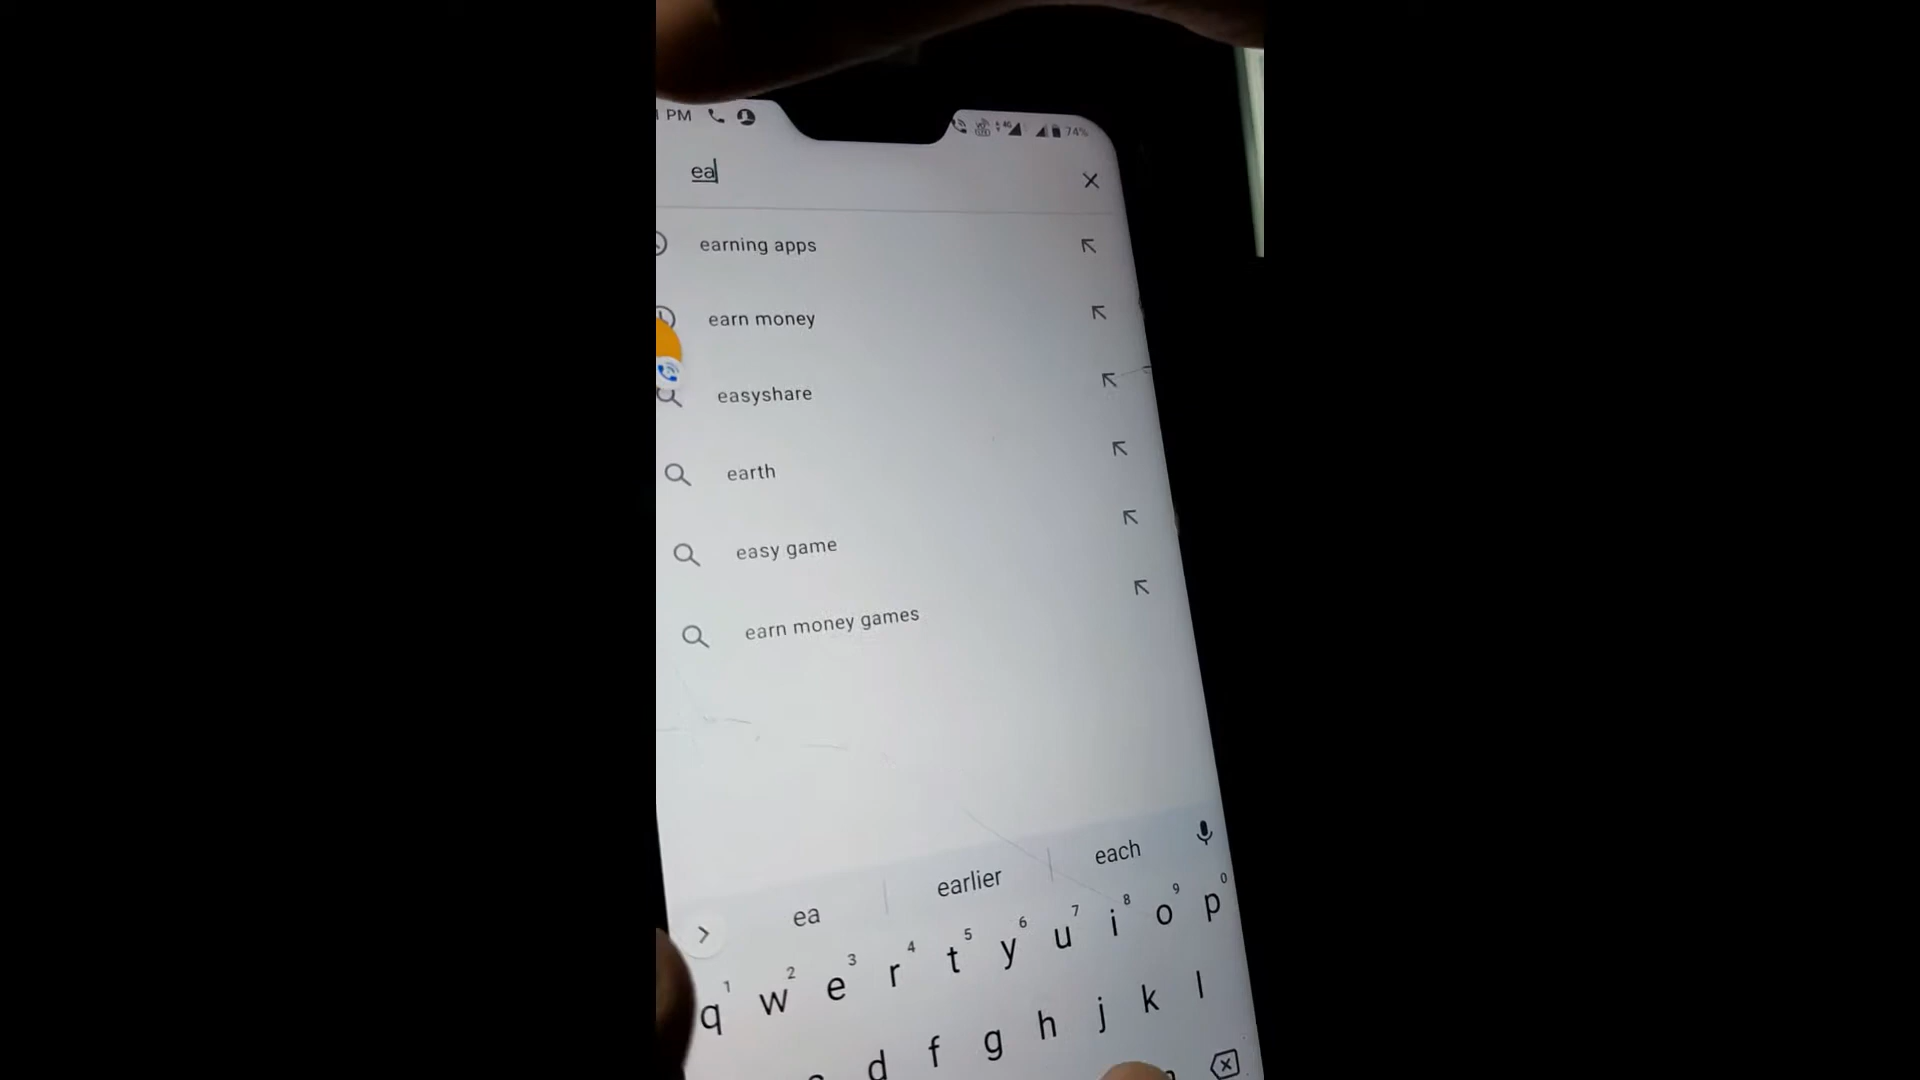 PM 4G 74%
ea
earning apps
earn money
easyshare
earth
easy game
earn money games
ea earlier each
1 2 3 4 5 6 7 8 9 0
q w e r t y u i o p
d f g h j k l